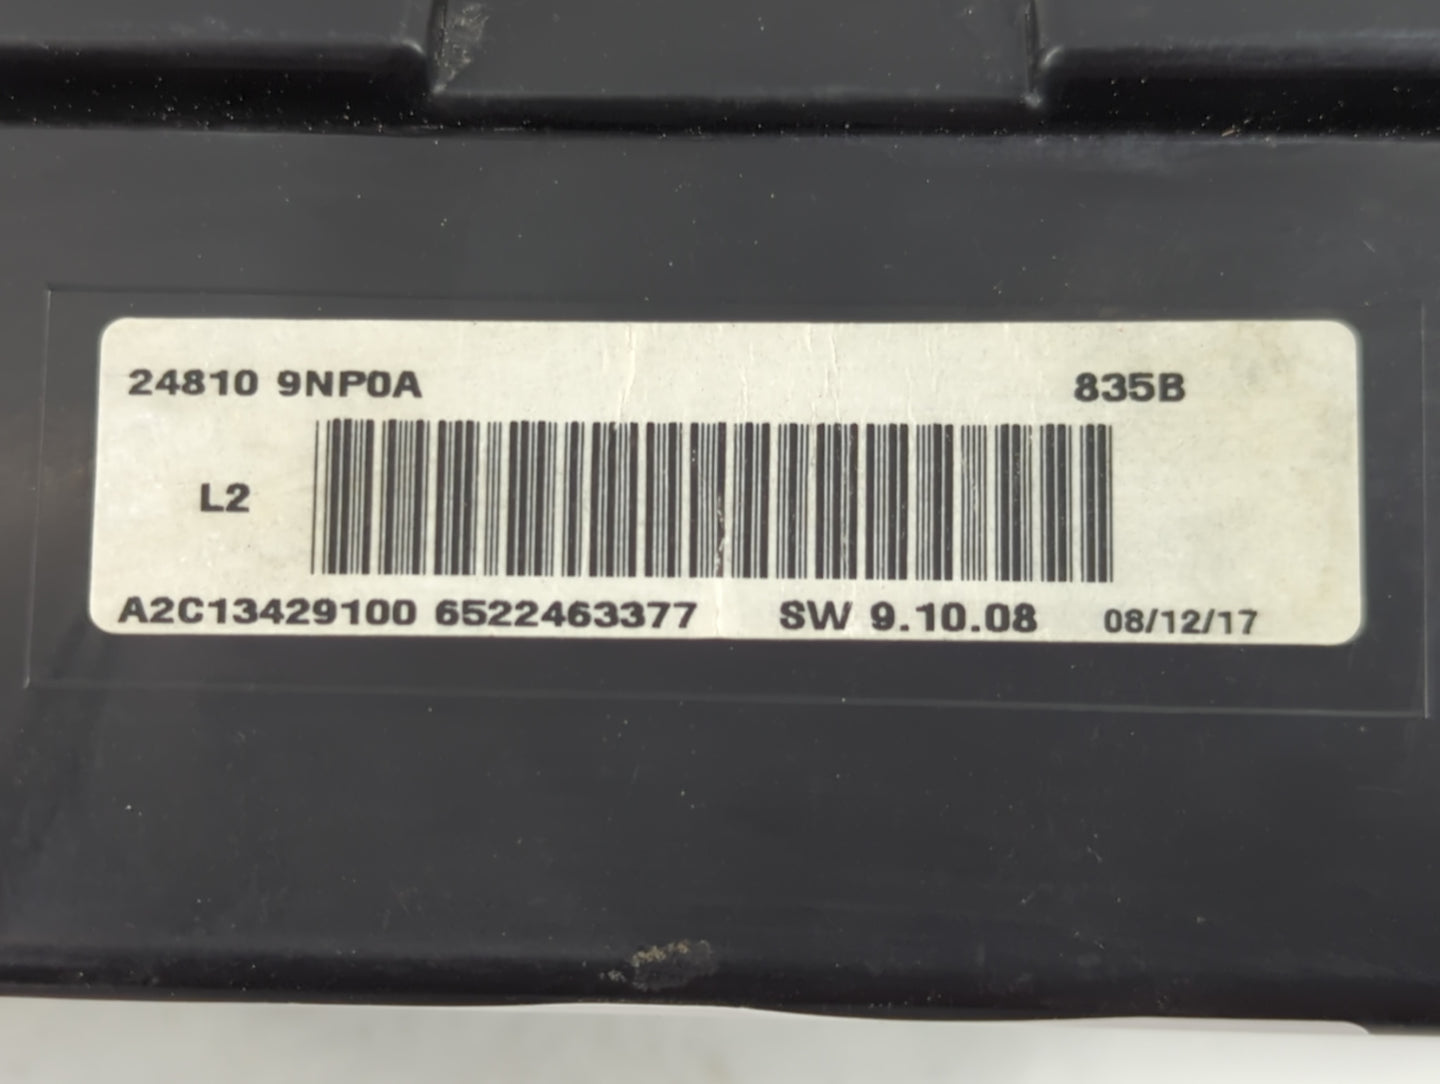 24810 9NP0A 835B
L2
A2C13429100 6522463377 SW 9.10.08 08/12/17